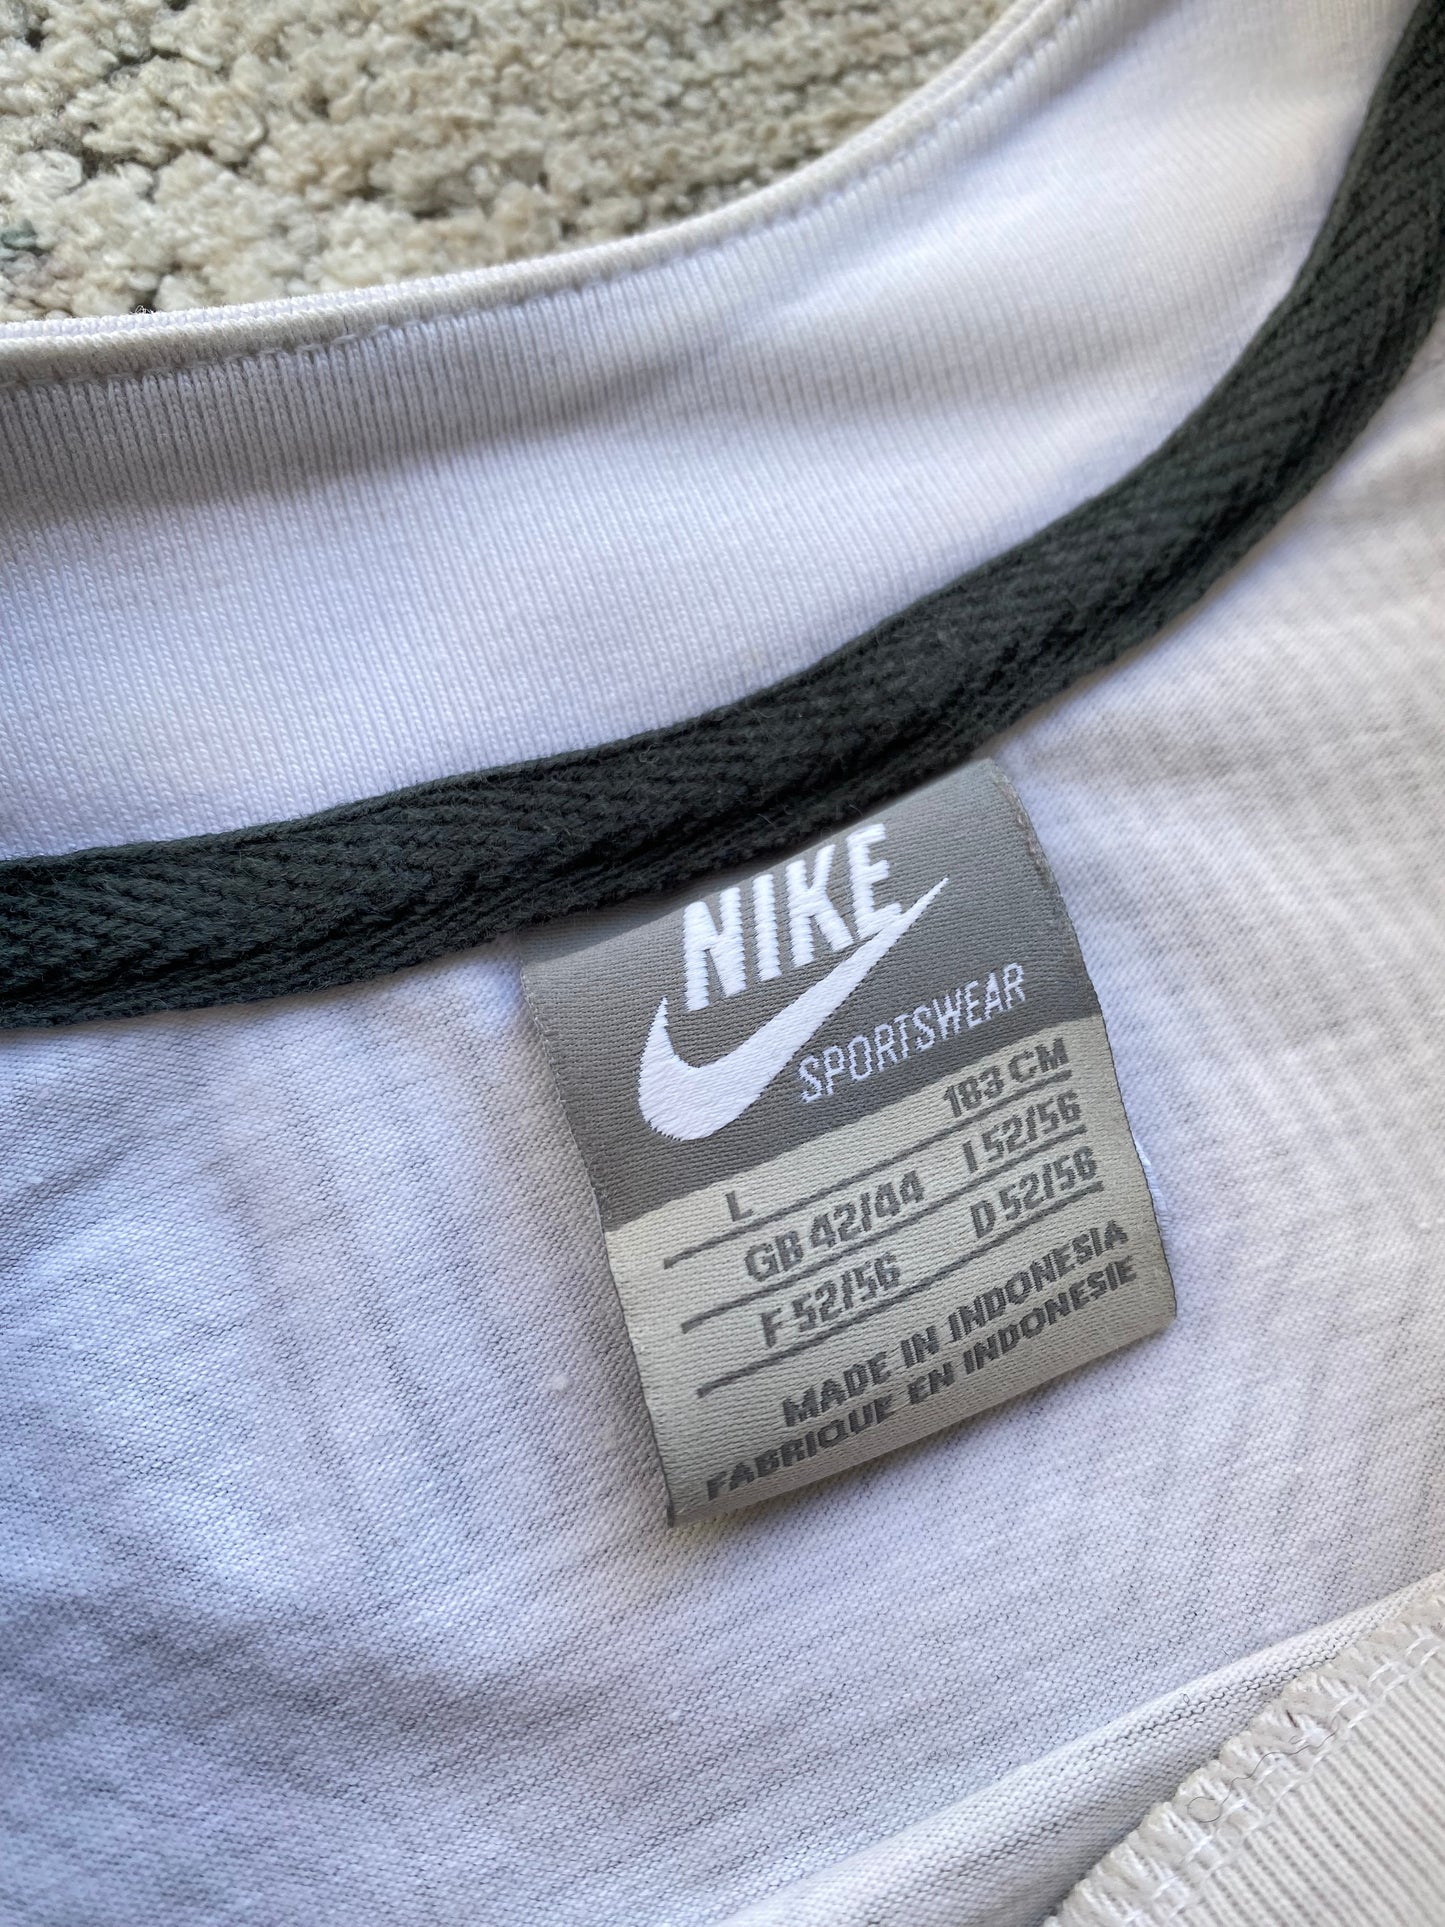 NIKE
SPORTSWEAR
L 183 CM
GB 42/44 I 52/56
F 52/56 D 52/56
MADE IN INDONESIA
FABRIQUE EN INDONESIE